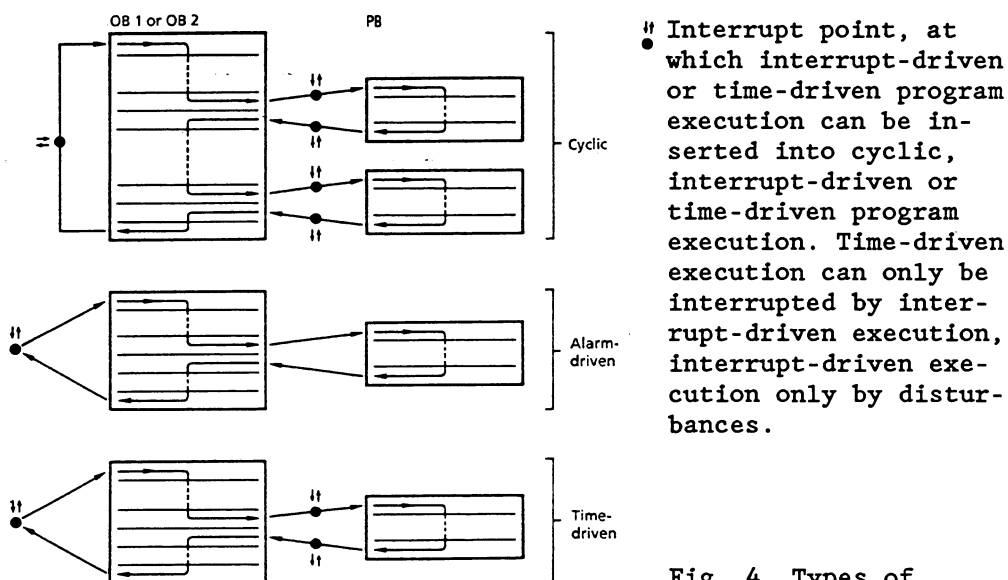 OB 1 or OB 2
PB
Cyclic
Alarm-
driven
Time-
driven
Interrupt point, at
which interrupt-driven
or time-driven program
execution can be in-
serted into cyclic,
interrupt-driven or
time-driven program
execution. Time-driven
execution can only be
interrupted by inter-
rupt-driven execution,
interrupt-driven exe-
cution only by distur-
bances.
Fig. 4 Types of